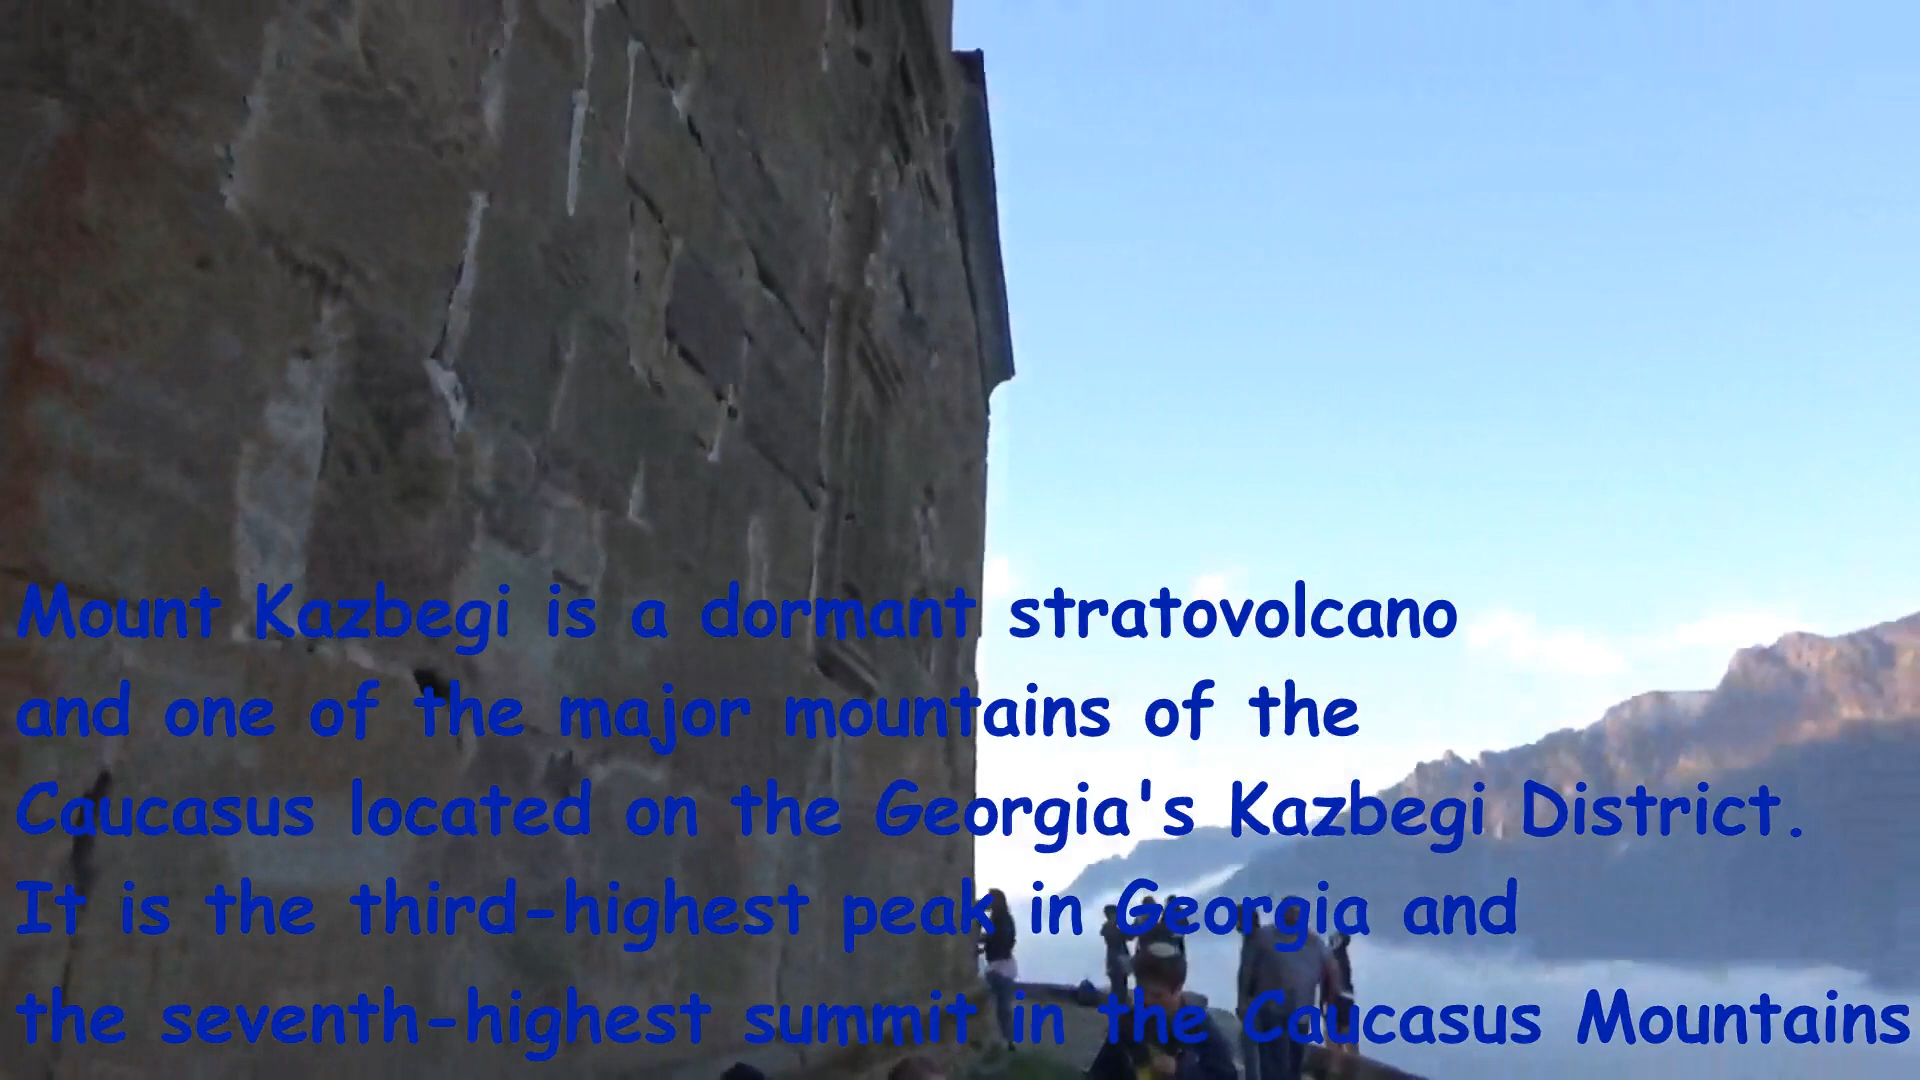 Mount Kazbegi is a dormant stratovolcano
and one of the major mountains of the
Caucasus located on the Georgia's Kazbegi District.
It is the third-highest peak in Georgia and
the seventh-highest summit in the Caucasus Mountains